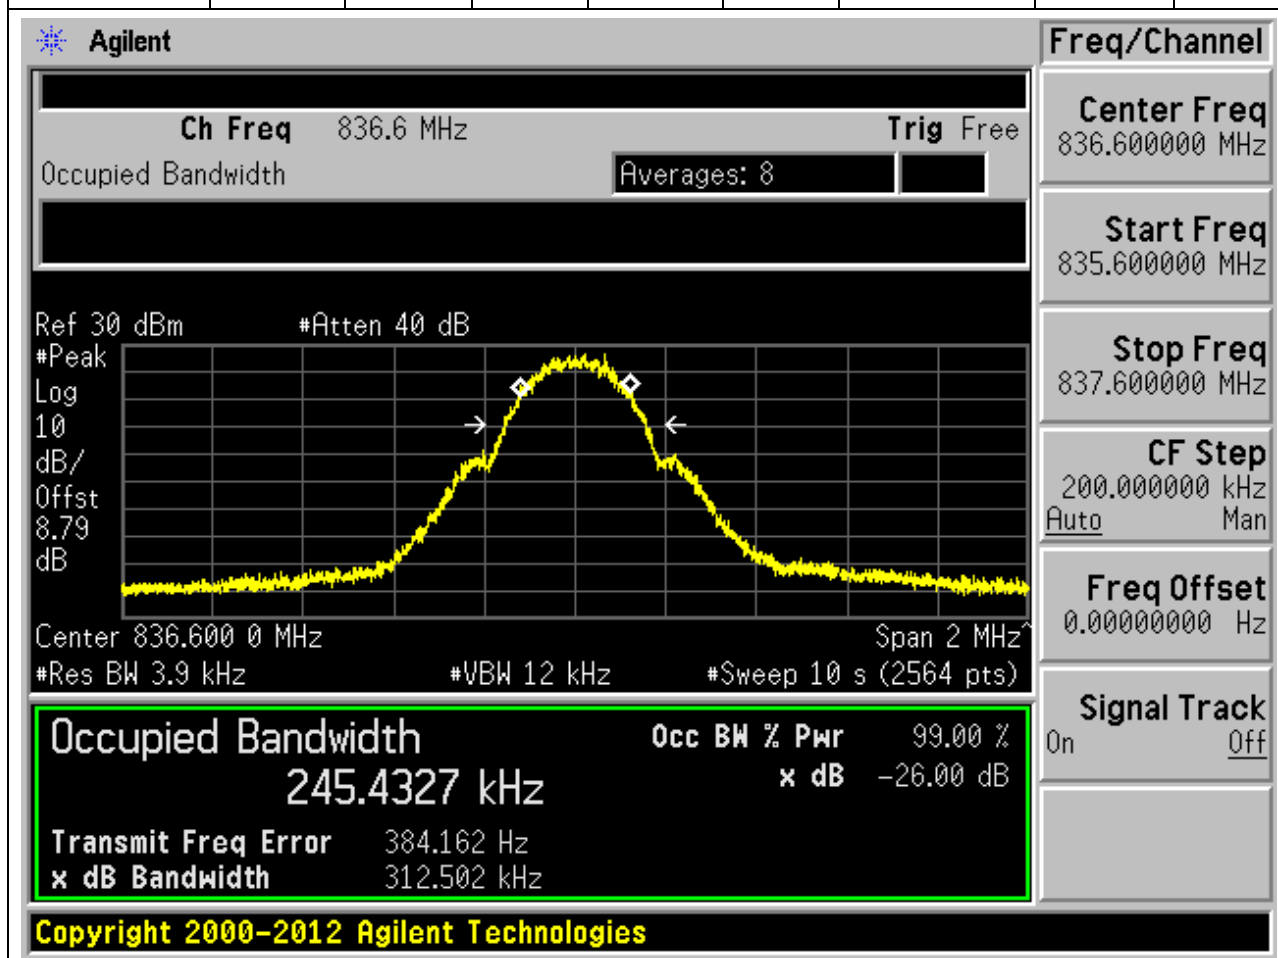 Agilent
Freq/Channel
Ch Freq 836.6 MHz Trig Free
Occupied Bandwidth Averages: 8
Center Freq
836.600000 MHz
Start Freq
835.600000 MHz
Stop Freq
837.600000 MHz
CF Step
200.000000 kHz
Auto Man
Freq Offset
0.00000000 Hz
Signal Track
On Off
Ref 30 dBm #Atten 40 dB
#Peak
Log
10
dB/
Offst
8.79
dB
Center 836.600 0 MHz Span 2 MHz^
#Res BW 3.9 kHz #VBW 12 kHz #Sweep 10 s (2564 pts)
Occupied Bandwidth Occ BW % Pwr 99.00 %
245.4327 kHz x dB -26.00 dB
Transmit Freq Error 384.162 Hz
x dB Bandwidth 312.502 kHz
Copyright 2000-2012 Agilent Technologies